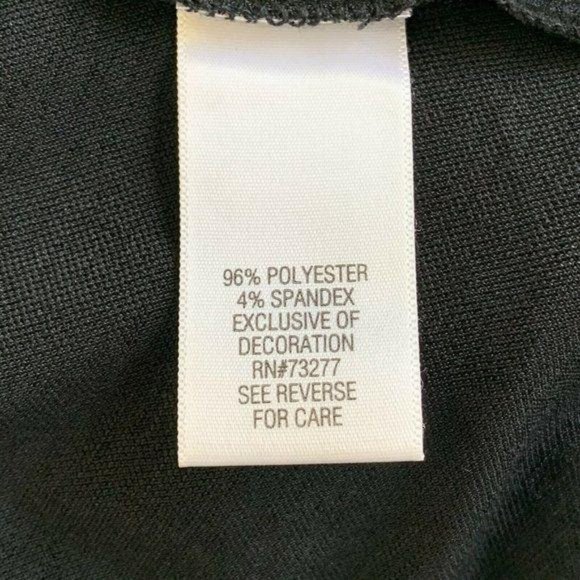 96% POLYESTER
4% SPANDEX
EXCLUSIVE OF
DECORATION
RN#73277
SEE REVERSE
FOR CARE